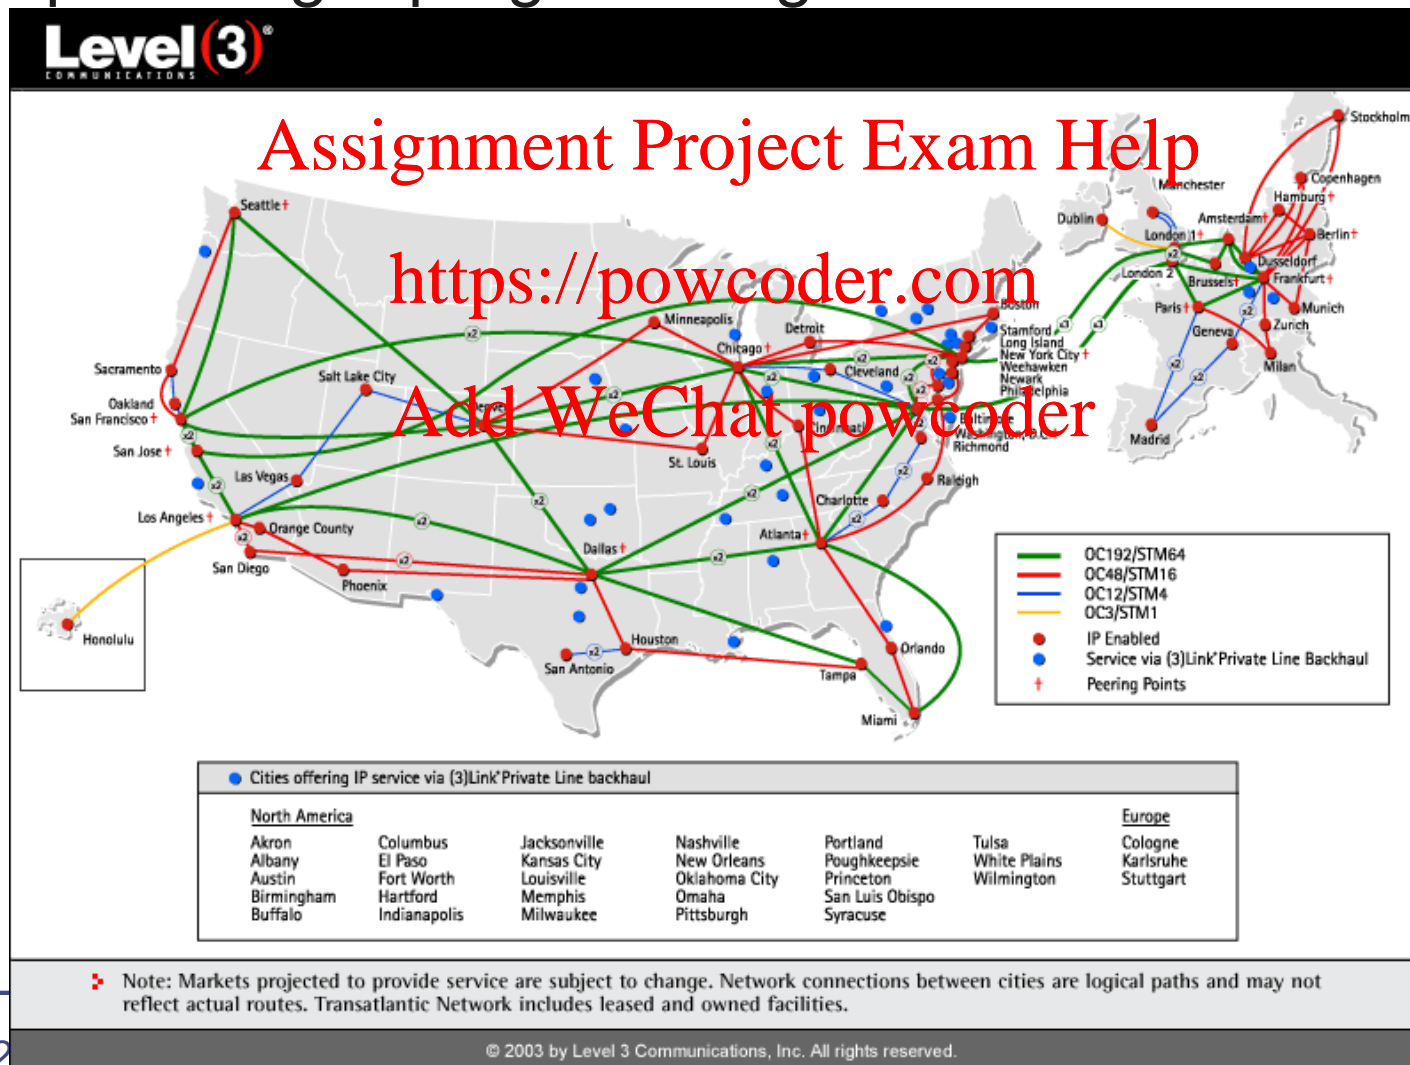 Level(3)®
COMMUNICATIONS
Assignment Project Exam Help
https://powcoder.com
Add WeChat powcoder
Stockholm
Manchester
Copenhagen
Hamburg†
Seattle†
Dublin
Amsterdam†
London 1†
Berlin†
x2
Dusseldorf
London 2
Frankfurt†
Brussels†
Boston
Paris†
Munich
Minneapolis
Detroit
x3
x3
x2
Geneva
Zurich
Stamford
Chicago†
Long Island
New York City†
Weehawken
Newark
Philadelphia
Milan
Sacramento
Salt Lake City
Cleveland
Oakland
San Francisco†
Denver
Cincinnati
Baltimore
Washington, D.C.†
Richmond
Madrid
San Jose†
St. Louis
Las Vegas
Raleigh
Charlotte
Los Angeles†
Orange County
Atlanta†
Dallas†
San Diego
Phoenix
Honolulu
Houston
San Antonio
Orlando
Tampa
Miami
OC192/STM64
OC48/STM16
OC12/STM4
OC3/STM1
IP Enabled
Service via (3)Link® Private Line Backhaul
† Peering Points
Cities offering IP service via (3)Link® Private Line backhaul
North America
Europe
Akron Columbus Jacksonville Nashville Portland Tulsa Cologne
Albany El Paso Kansas City New Orleans Poughkeepsie White Plains Karlsruhe
Austin Fort Worth Louisville Oklahoma City Princeton Wilmington Stuttgart
Birmingham Hartford Memphis Omaha San Luis Obispo
Buffalo Indianapolis Milwaukee Pittsburgh Syracuse
Note: Markets projected to provide service are subject to change. Network connections between cities are logical paths and may not
reflect actual routes. Transatlantic Network includes leased and owned facilities.
© 2003 by Level 3 Communications, Inc. All rights reserved.